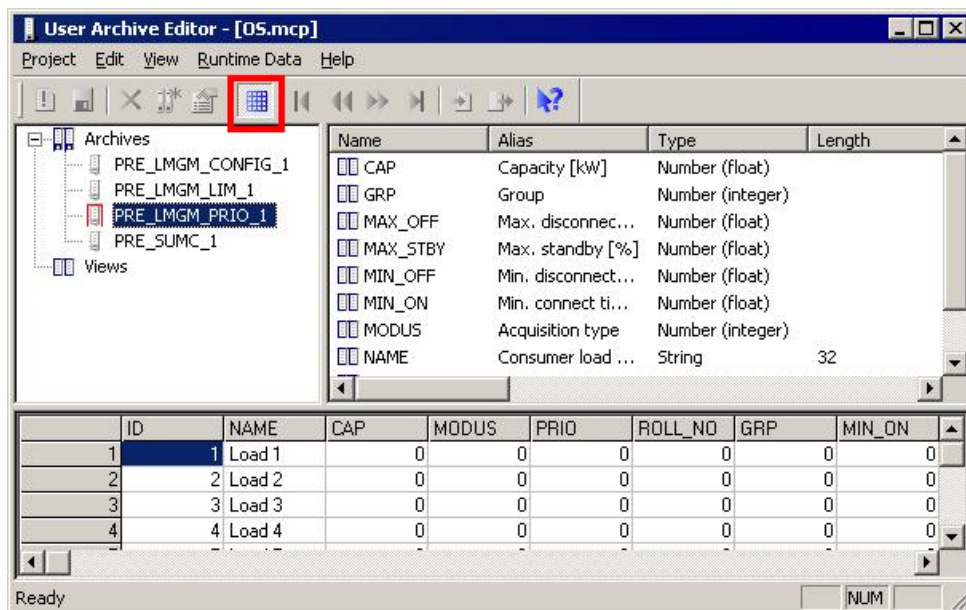 User Archive Editor - [OS.mcp]
Project Edit View Runtime Data Help
Archives
PRE_LMGM_CONFIG_1
PRE_LMGM_LIM_1
PRE_LMGM_PRIO_1
PRE_SUMC_1
Views
Name Alias Type Length
CAP Capacity [kW] Number (float)
GRP Group Number (integer)
MAX_OFF Max. disconnec... Number (float)
MAX_STBY Max. standby [%] Number (float)
MIN_OFF Min. disconnect... Number (float)
MIN_ON Min. connect ti... Number (float)
MODUS Acquisition type Number (integer)
NAME Consumer load ... String 32
ID NAME CAP MODUS PRIO ROLL_NO GRP MIN_ON
1 1 Load 1 0 0 0 0 0 0
2 2 Load 2 0 0 0 0 0 0
3 3 Load 3 0 0 0 0 0 0
4 4 Load 4 0 0 0 0 0 0
Ready NUM